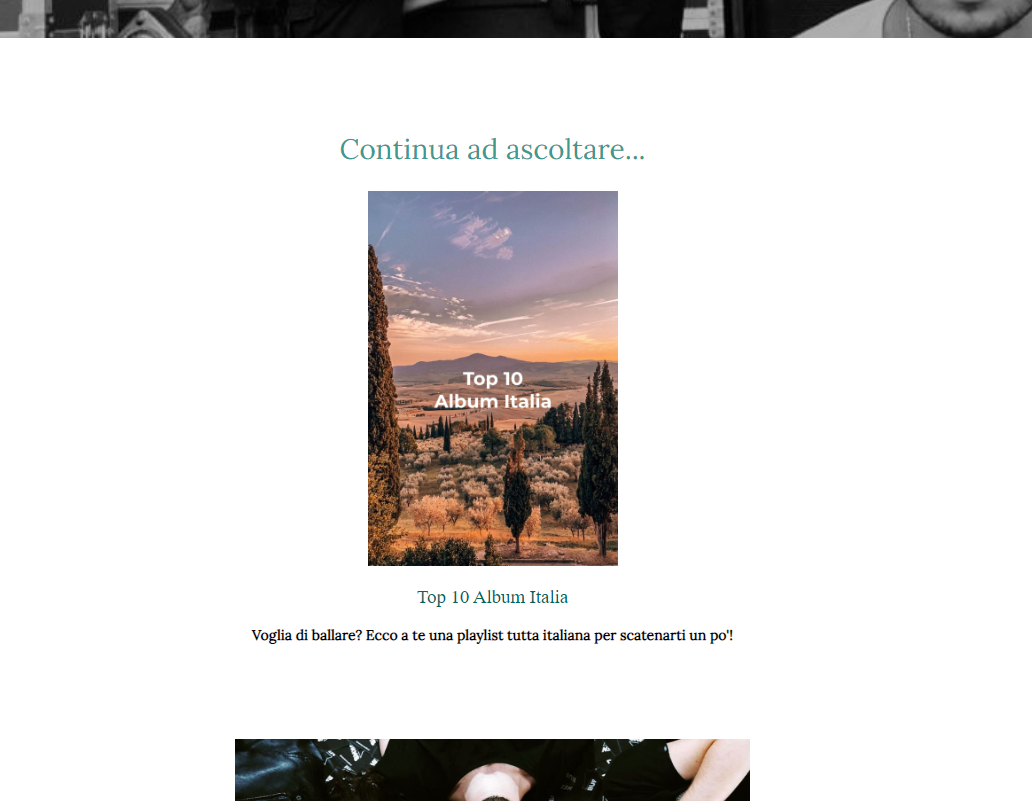 Continua ad ascoltare...
Top 10
Album Italia
Top 10 Album Italia
Voglia di ballare? Ecco a te una playlist tutta italiana per scatenarti un po'!